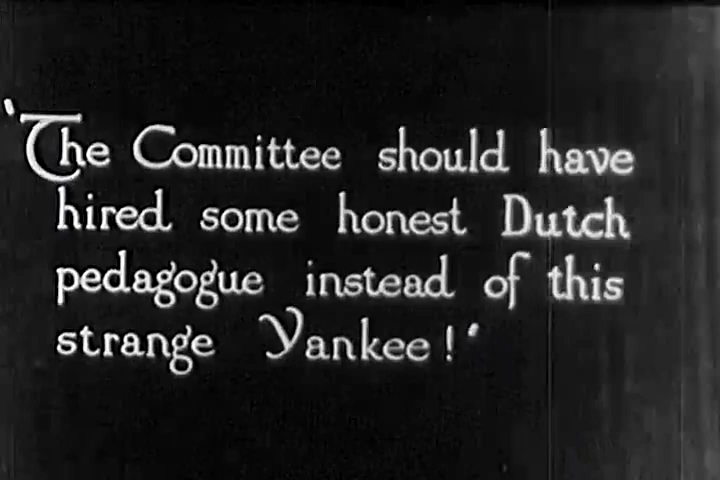 'The Committee should have
hired some honest Dutch
pedagogue instead of this
strange Yankee!'